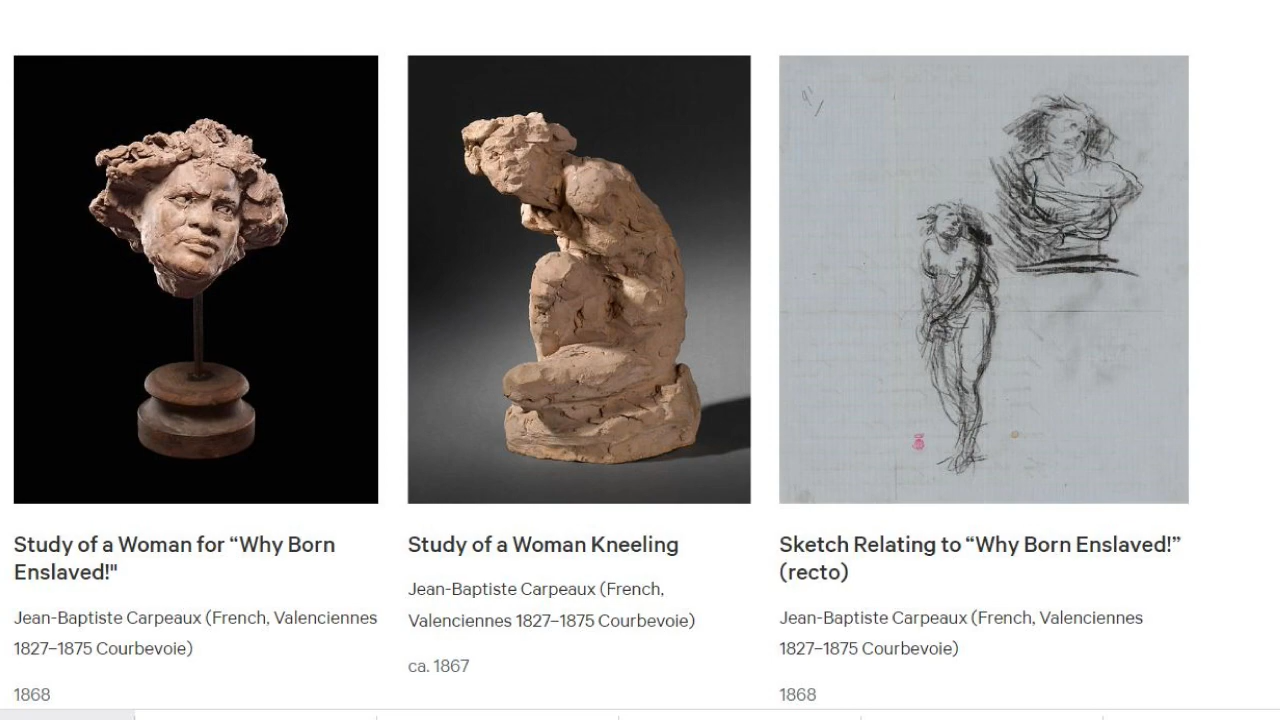 Study of a Woman for “Why Born
Enslaved!"
Jean-Baptiste Carpeaux (French, Valenciennes
1827–1875 Courbevoie)
1868
Study of a Woman Kneeling
Jean-Baptiste Carpeaux (French,
Valenciennes 1827–1875 Courbevoie)
ca. 1867
Sketch Relating to “Why Born Enslaved!”
(recto)
Jean-Baptiste Carpeaux (French, Valenciennes
1827–1875 Courbevoie)
1868